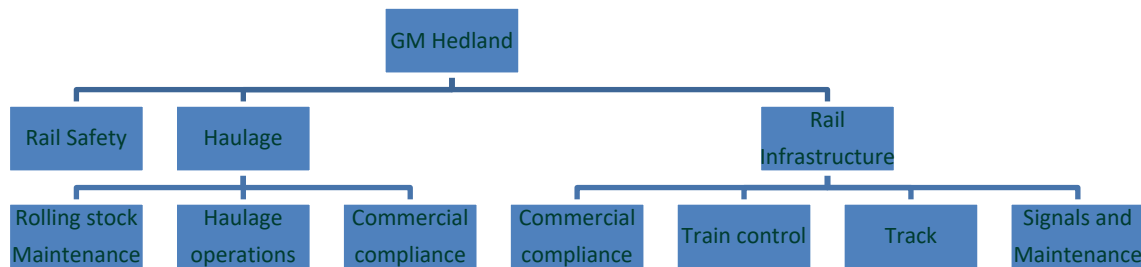 GM Hedland
Rail Safety
Haulage
Rail
Infrastructure
Rolling stock
Maintenance
Haulage
operations
Commercial
compliance
Commercial
compliance
Train control
Track
Signals and
Maintenance